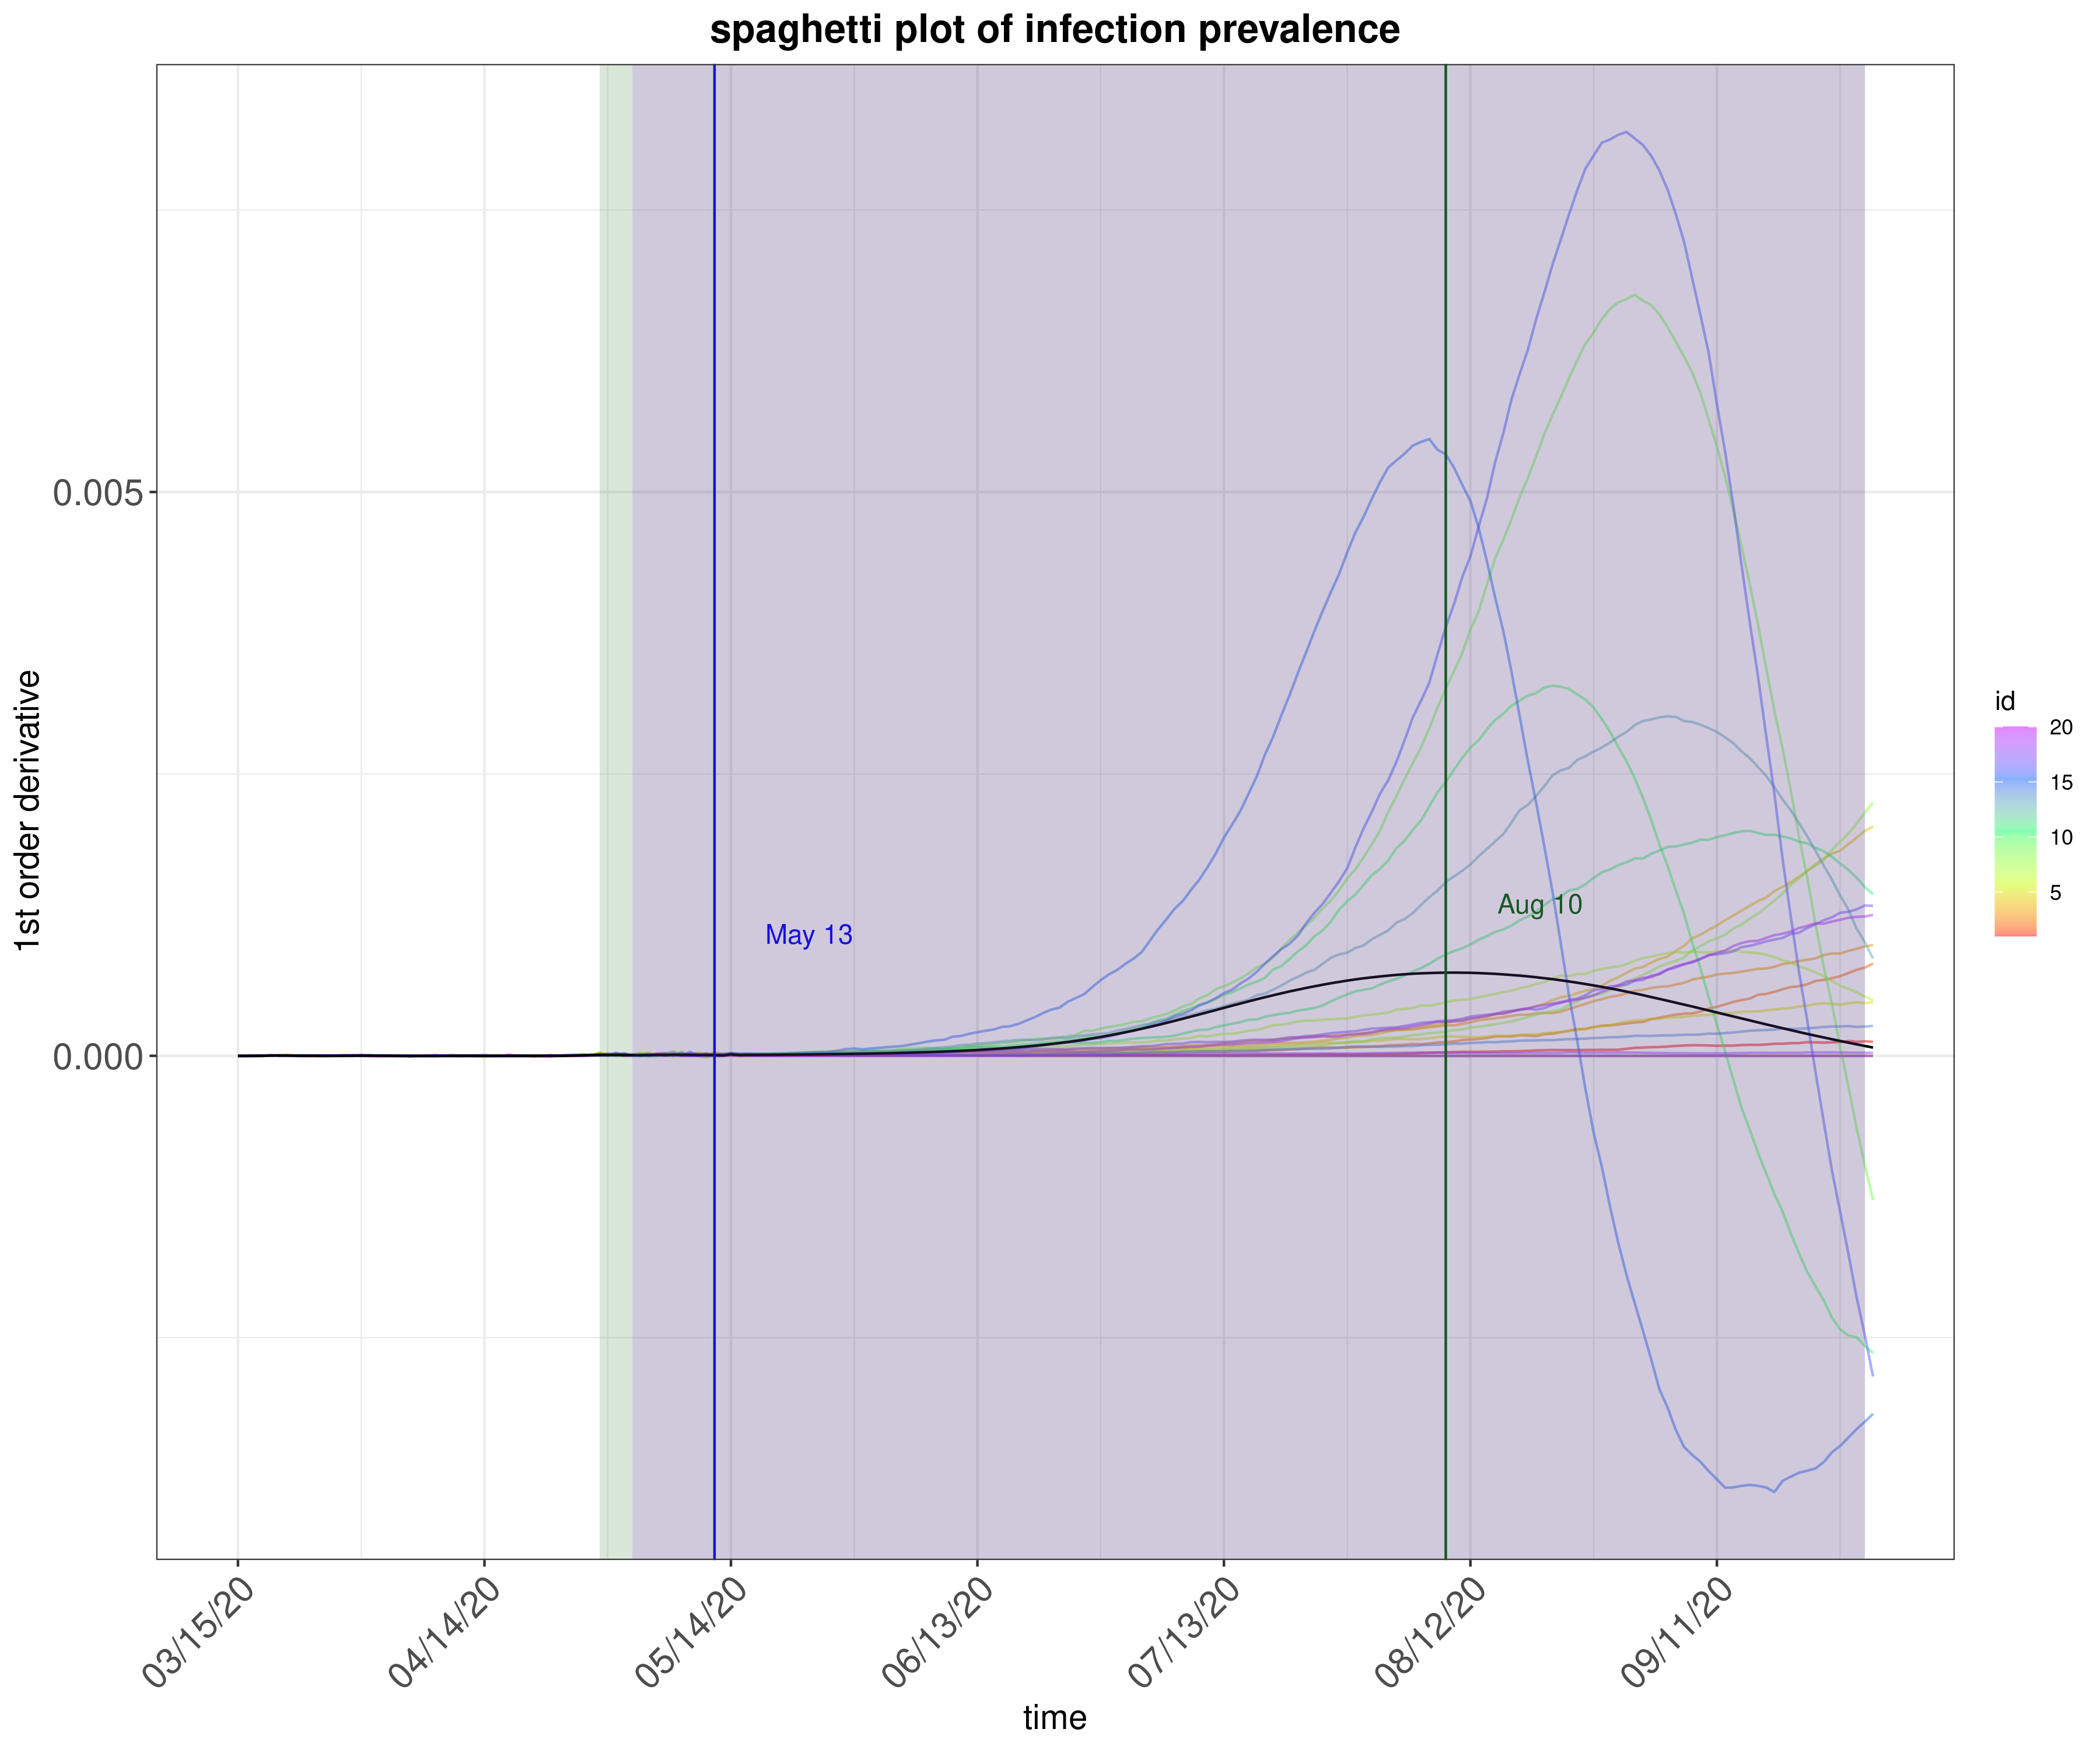 spaghetti plot of infection prevalence
1st order derivative
0.005
0.000
May 13
Aug 10
id
20
15
10
5
03/15/20
04/14/20
05/14/20
06/13/20
07/13/20
08/12/20
09/11/20
time